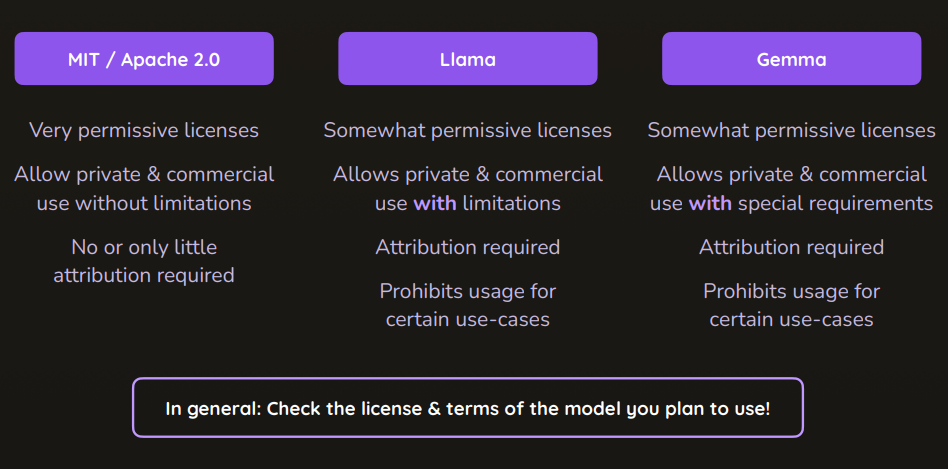 MIT / Apache 2.0
Very permissive licenses
Allow private & commercial
use without limitations
No or only little
attribution required
Llama
Somewhat permissive licenses
Allows private & commercial
use with limitations
Attribution required
Prohibits usage for
certain use-cases
Gemma
Somewhat permissive licenses
Allows private & commercial
use with special requirements
Attribution required
Prohibits usage for
certain use-cases
In general: Check the license & terms of the model you plan to use!